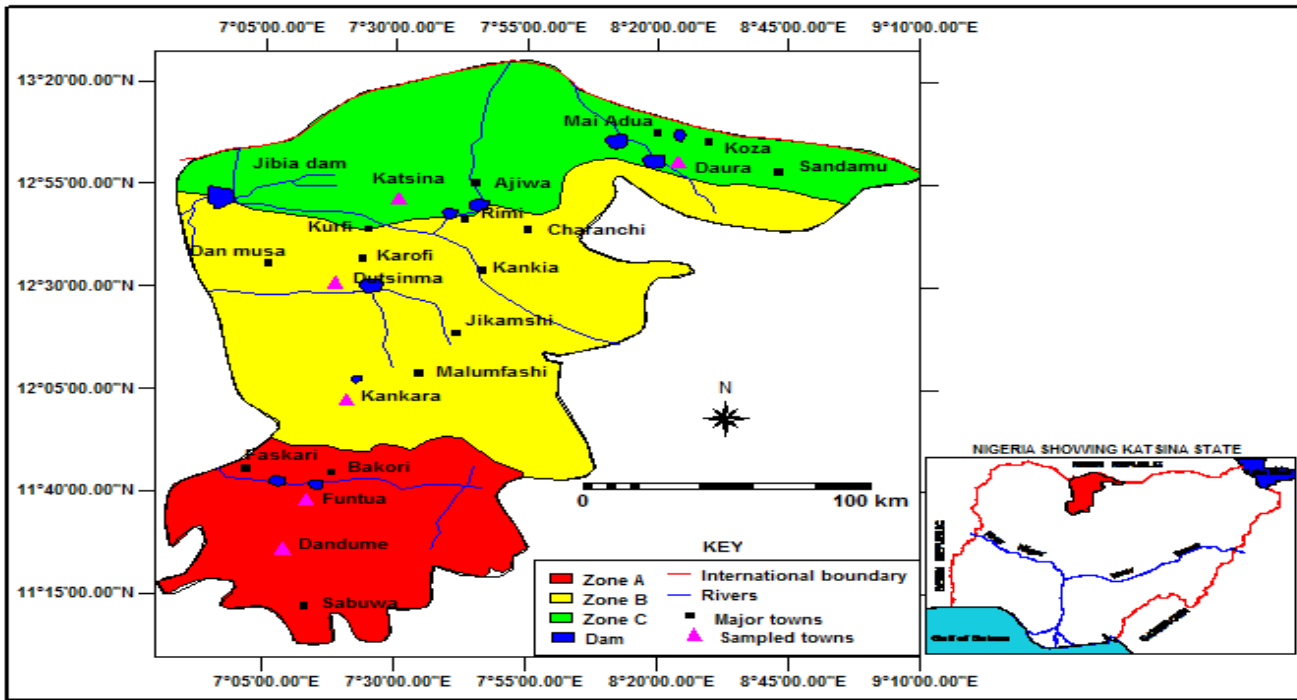 7°05'00.00"E 7°30'00.00"E 7°55'00.00"E 8°20'00.00"E 8°45'00.00"E 9°10'00.00"E
13°20'00.00"N
Mai Adua
Koza
Jibia dam
Daura
Sandamu
12°55'00.00"N
Katsina
Ajiwa
Rimi
Kurfi
Charanchi
Dan musa
Karofi
Kankia
Dutsinma
12°30'00.00"N
Jikamshi
Malumfashi
12°05'00.00"N
Kankara
N
Faskari
Bakori
NIGERIA SHOWING KATSINA STATE
11°40'00.00"N
Funtua
0 100 km
Dandume
KEY
Zone A
International boundary
Zone B
Rivers
Zone C
Major towns
Dam
Sampled towns
11°15'00.00"N
Sabuwa
7°05'00.00"E 7°30'00.00"E 7°55'00.00"E 8°20'00.00"E 8°45'00.00"E 9°10'00.00"E